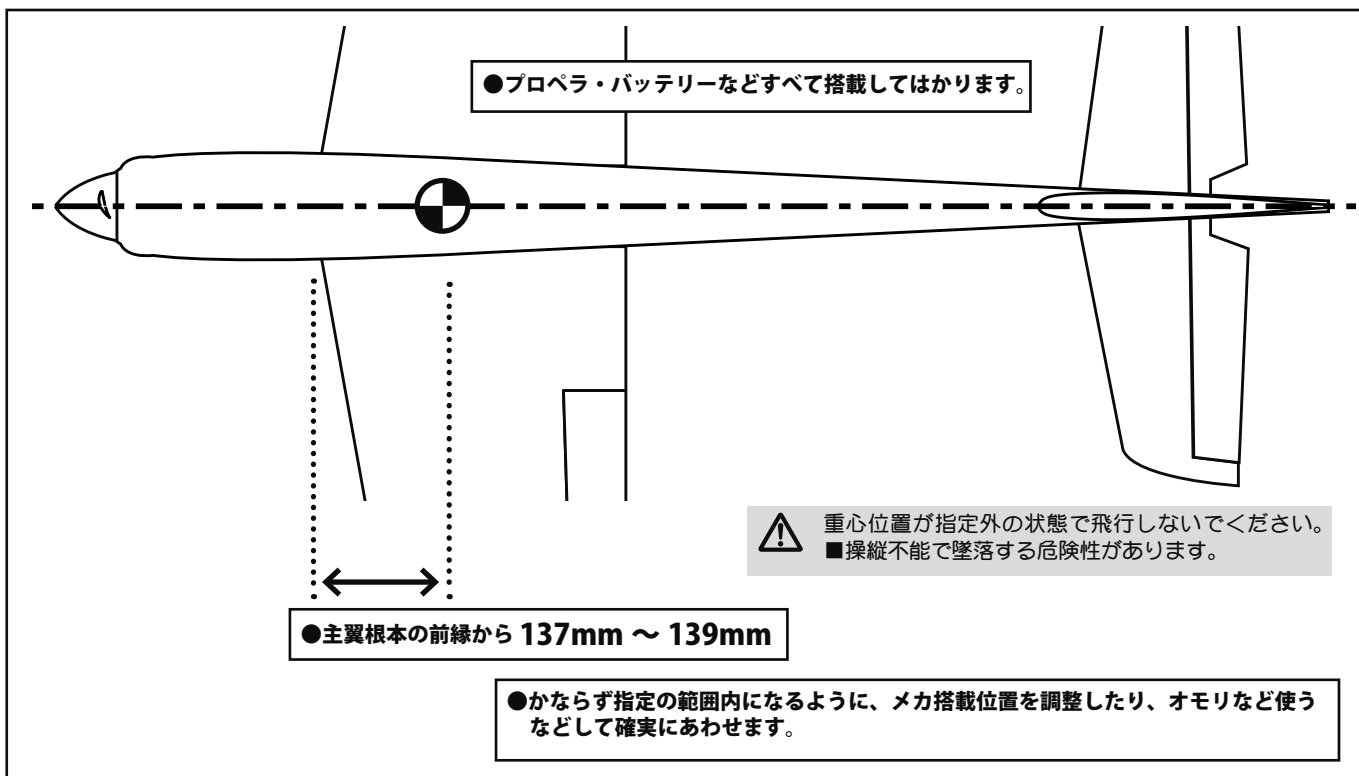 ●プロペラ・バッテリーなどすべて搭載してはかります。
重心位置が指定外の状態で飛行しないでください。
■操縦不能で墜落する危険性があります。
●主翼根本の前縁から 137mm ～ 139mm
●かならず指定の範囲内になるように、メカ搭載位置を調整したり、オモリなど使う
などして確実にあわせます。